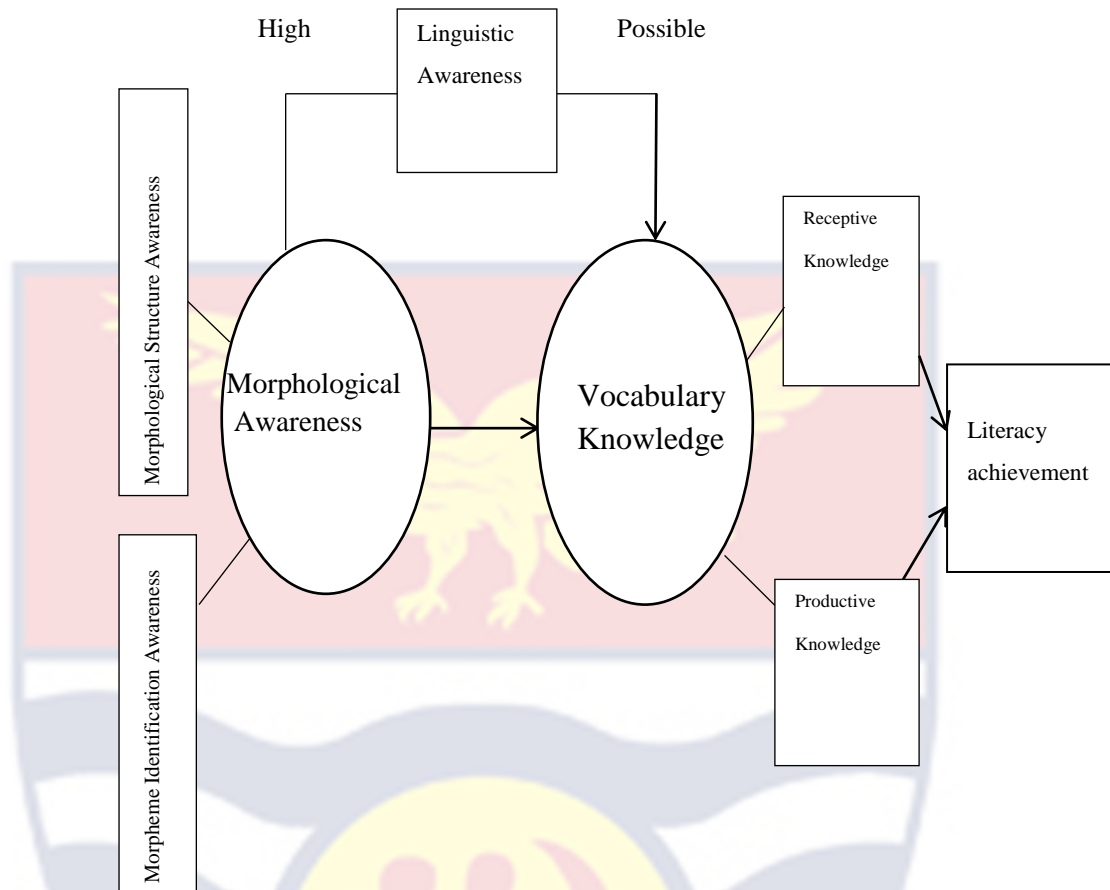 High
Linguistic
Awareness
Possible
Morphological Structure Awareness
Receptive
Knowledge
Morphological
Awareness
Vocabulary
Knowledge
Literacy
achievement
Morpheme Identification Awareness
Productive
Knowledge